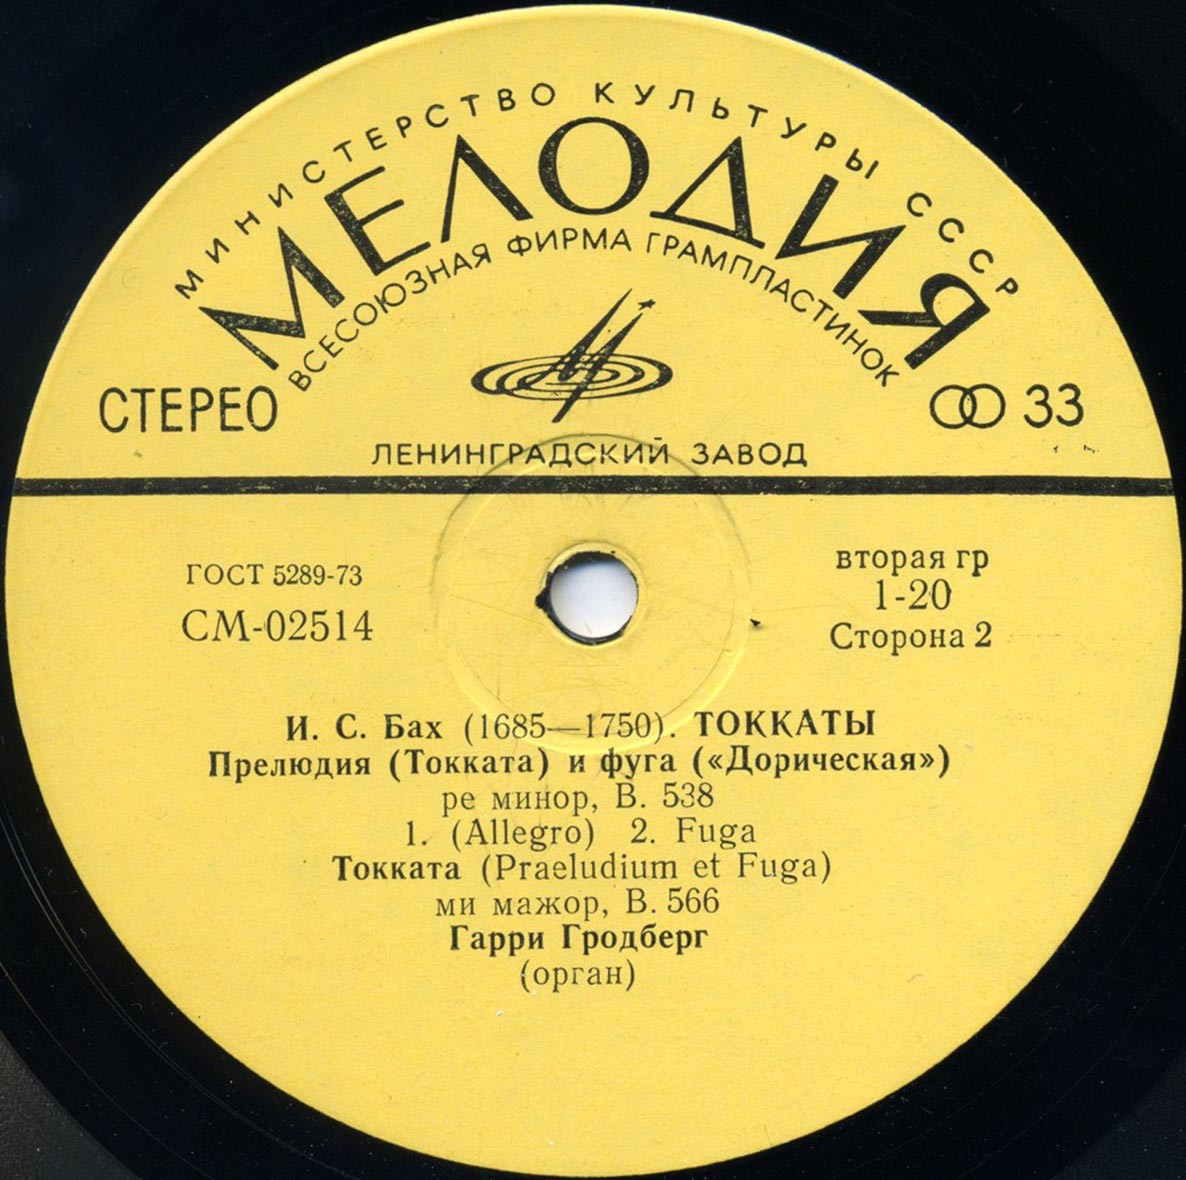 МИНИСТЕРСТВО КУЛЬТУРЫ СССР
МЕЛОДИЯ
ВСЕСОЮЗНАЯ ФИРМА ГРАМПЛАСТИНОК
СТЕРЕО
33
ЛЕНИНГРАДСКИЙ ЗАВОД
ГОСТ 5289-73
СМ-02514
вторая гр
1-20
Сторона 2
И. С. Бах (1685—1750). ТОККАТЫ
Прелюдия (Токката) и фуга («Дорическая»)
ре минор, В. 538
1. (Allegro) 2. Fuga
Токката (Praeludium et Fuga)
ми мажор, В. 566
Гарри Гродберг
(орган)